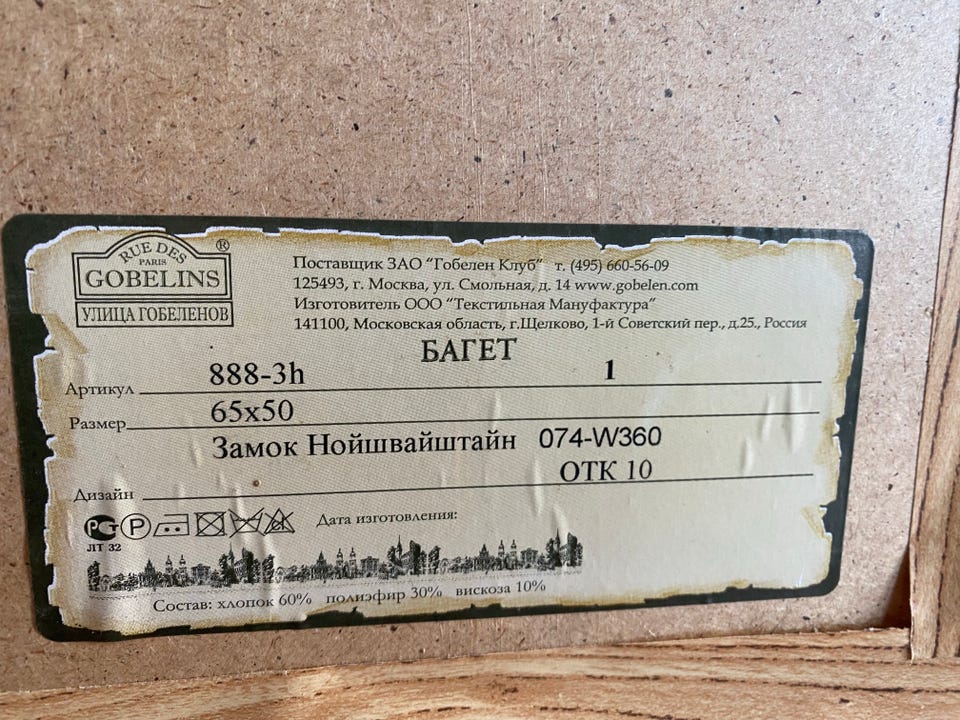 RUE DES
PARIS
GOBELINS
®
УЛИЦА ГОБЕЛЕНОВ
Поставщик ЗАО "Гобелен Клуб" т. (495) 660-56-09
125493, г. Москва, ул. Смольная, д. 14 www.gobelen.com
Изготовитель ООО "Текстильная Мануфактура"
141100, Московская область, г.Щелково, 1-й Советский пер., д.25., Россия
БАГЕТ
Артикул 888-3h 1
Размер 65x50
Замок Нойшвайштайн 074-W360
ОТК 10
Дизайн
РСТ P
ЛТ 32
Дата изготовления:
Состав: хлопок 60% полиэфир 30% вискоза 10%